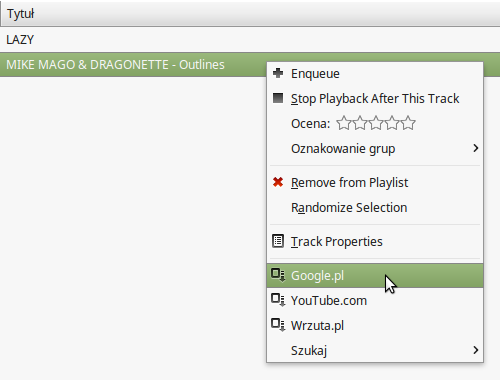 Tytuł
LAZY
MIKE MAGO & DRAGONETTE - Outlines
Enqueue
Stop Playback After This Track
Ocena:
Oznakowanie grup
Remove from Playlist
Randomize Selection
Track Properties
Google.pl
YouTube.com
Wrzuta.pl
Szukaj